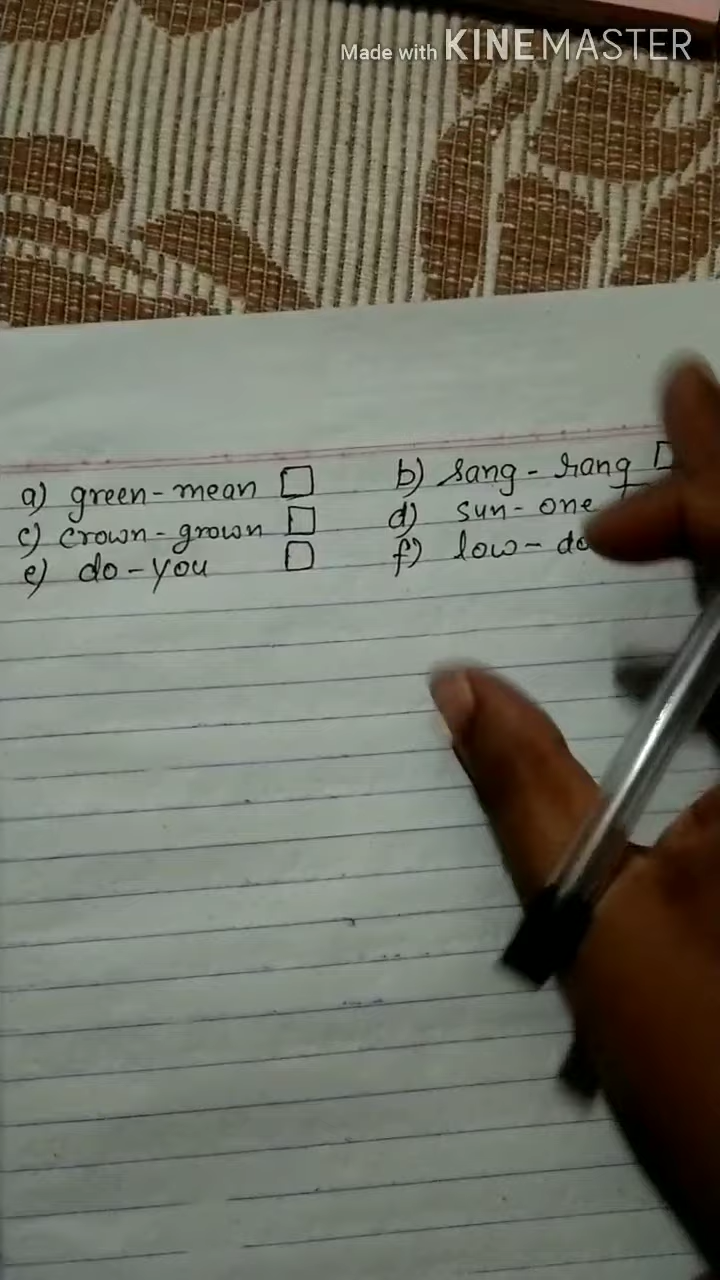 Made with KINEMASTER
a) green-mean b) sang-rang
c) crown-grown d) sun-one
e) do-you f) low-